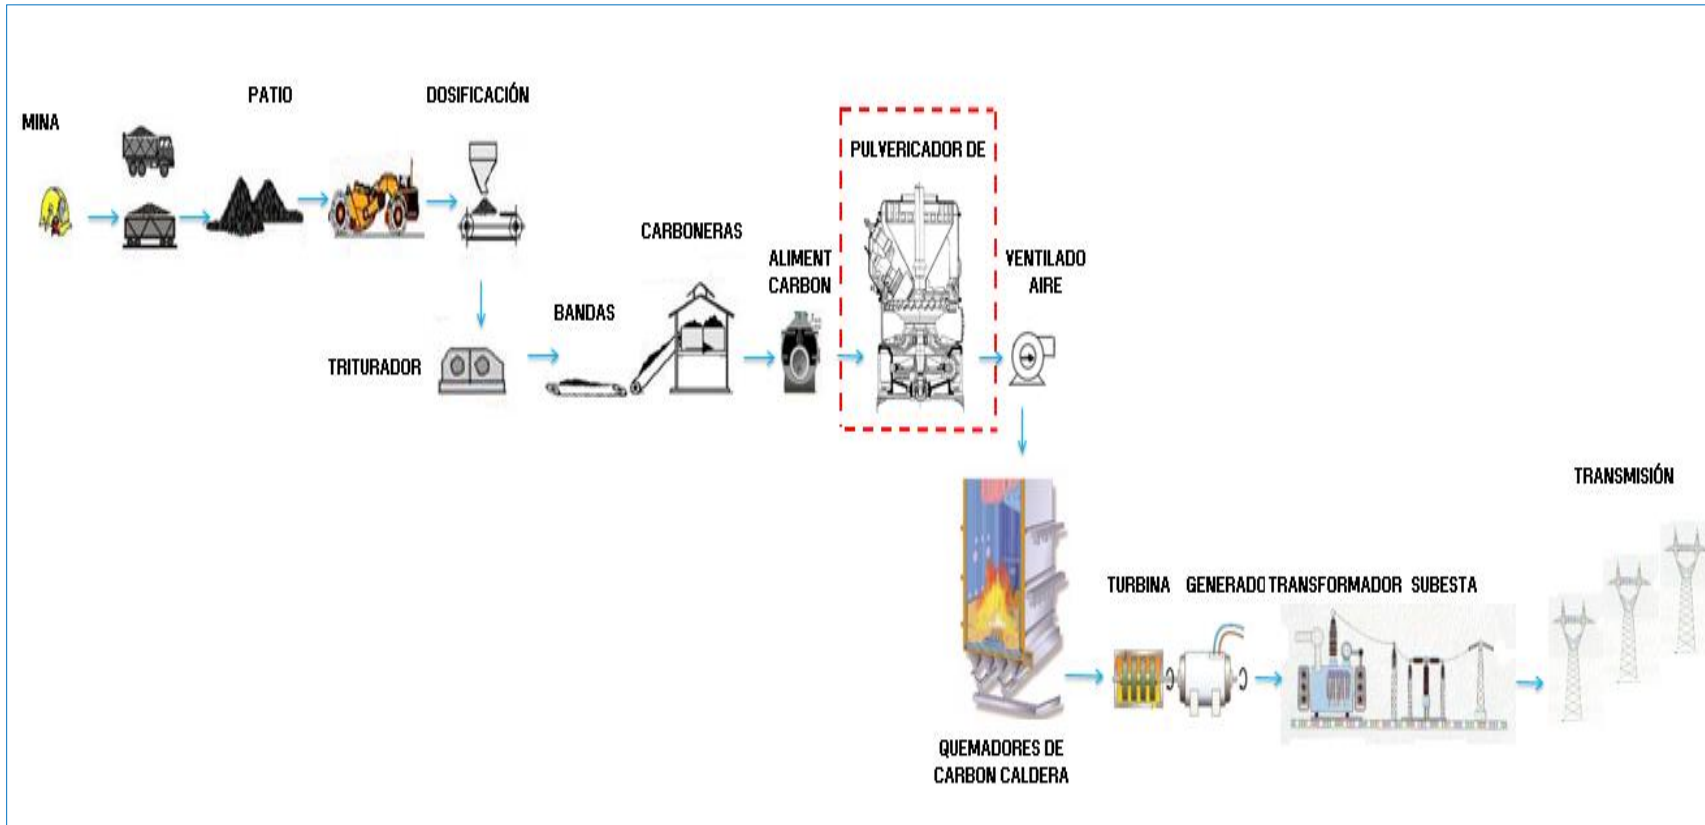 MINA
PATIO
DOSIFICACIÓN
TRITURADOR
BANDAS
CARBONERAS
ALIMENT
CARBON
PULVERICADOR DE
VENTILADO
AIRE
QUEMADORES DE
CARBON CALDERA
TURBINA
GENERADO
TRANSFORMADOR
SUBESTA
TRANSMISIÓN